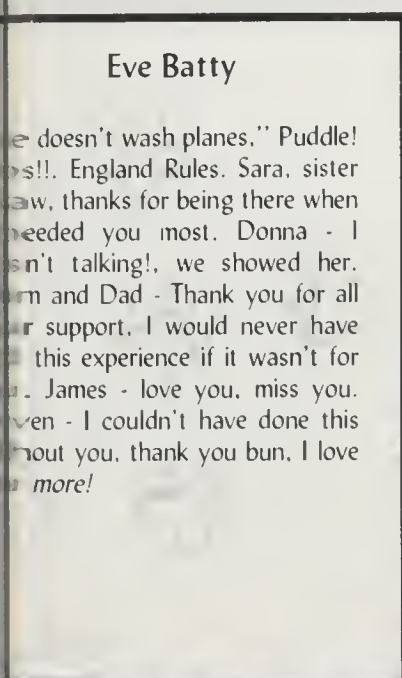 Eve Batty
doesn't wash planes," Puddle!
England Rules. Sara, sister
thanks for being there when
needed you most. Donna - I
talking!, we showed her.
and Dad - Thank you for all
support, I would never have
this experience if it wasn't for
James - love you, miss you.
I couldn't have done this
you, thank you bun, I love
more!